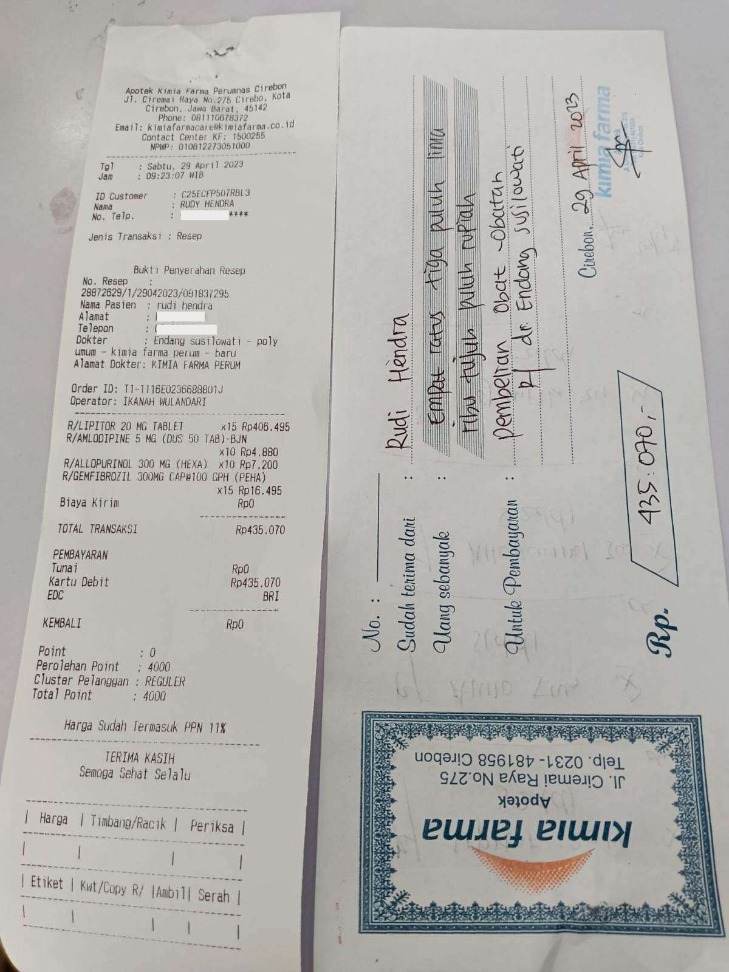 Apotek Kimia Farma Perumnas Cirebon
Jl. Ciremai Raya No.275 Cirebo, Kota
Cirebon, Jawa Barat, 45142
Phone: 081110678372
Email: kimiafarmacare@kimiafarma.co.id
Contact Center KF: 1500255
NPWP: 010812273051000
Tgl : Sabtu, 29 April 2023
Jam : 09:23:07 WIB
ID Customer : C25ECFP507RBL3
Nama : RUDY HENDRA
No. Telp. : ****
Jenis Transaksi : Resep
Bukti Penyerahan Resep
No. Resep :
28872629/1/29042023/091837295
Nama Pasien : rudi hendra
Alamat :
Telepon :
Dokter : Endang susilowati - poly
umum - kimia farma perum - baru
Alamat Dokter: KIMIA FARMA PERUM
Order ID: T1-1116E0236688801J
Operator: IKANAH WULANDARI
R/LIPITOR 20 MG TABLET x15 Rp406.495
R/AMLODIPINE 5 MG (DUS 50 TAB)-BJN
x10 Rp4.880
R/ALLOPURINOL 300 MG (HEXA) x10 Rp7.200
R/GEMFIBROZIL 300MG CAP@100 GPH (PEHA)
x15 Rp16.495
Biaya Kirim Rp0
TOTAL TRANSAKSI Rp435.070
PEMBAYARAN
Tunai Rp0
Kartu Debit Rp435.070
EDC BRI
KEMBALI Rp0
Point : 0
Perolehan Point : 4000
Cluster Pelanggan : REGULER
Total Point : 4000
Harga Sudah Termasuk PPN 11%
TERIMA KASIH
Semoga Sehat Selalu
| Harga | Timbang/Racik | Periksa |
| Etiket | Kwt/Copy R/ |Ambil| Serah |
kimia farma
Apotek
Jl. Ciremai Raya No.275
Telp. 0231-481958 Cirebon
No. :
Sudah terima dari : Rudi Hendra
Uang sebanyak : Empat ratus tiga puluh lima
ribu tujuh puluh rupiah
Untuk Pembayaran : pembelian Obat-Obatan
dr Endang Susilowati
Cirebon, 29 April 2023
kimia farma
Rp. 435.070,-